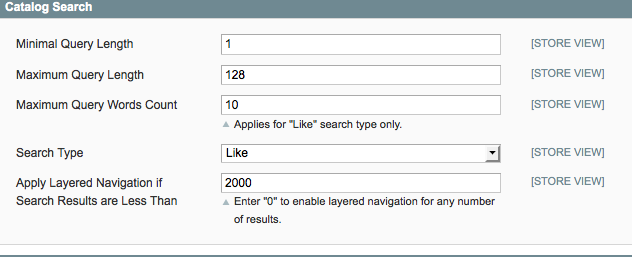 Catalog Search
Minimal Query Length 1 [STORE VIEW]
Maximum Query Length 128 [STORE VIEW]
Maximum Query Words Count 10 [STORE VIEW]
Applies for "Like" search type only.
Search Type Like [STORE VIEW]
Apply Layered Navigation if 2000 [STORE VIEW]
Search Results are Less Than Enter "0" to enable layered navigation for any number
of results.